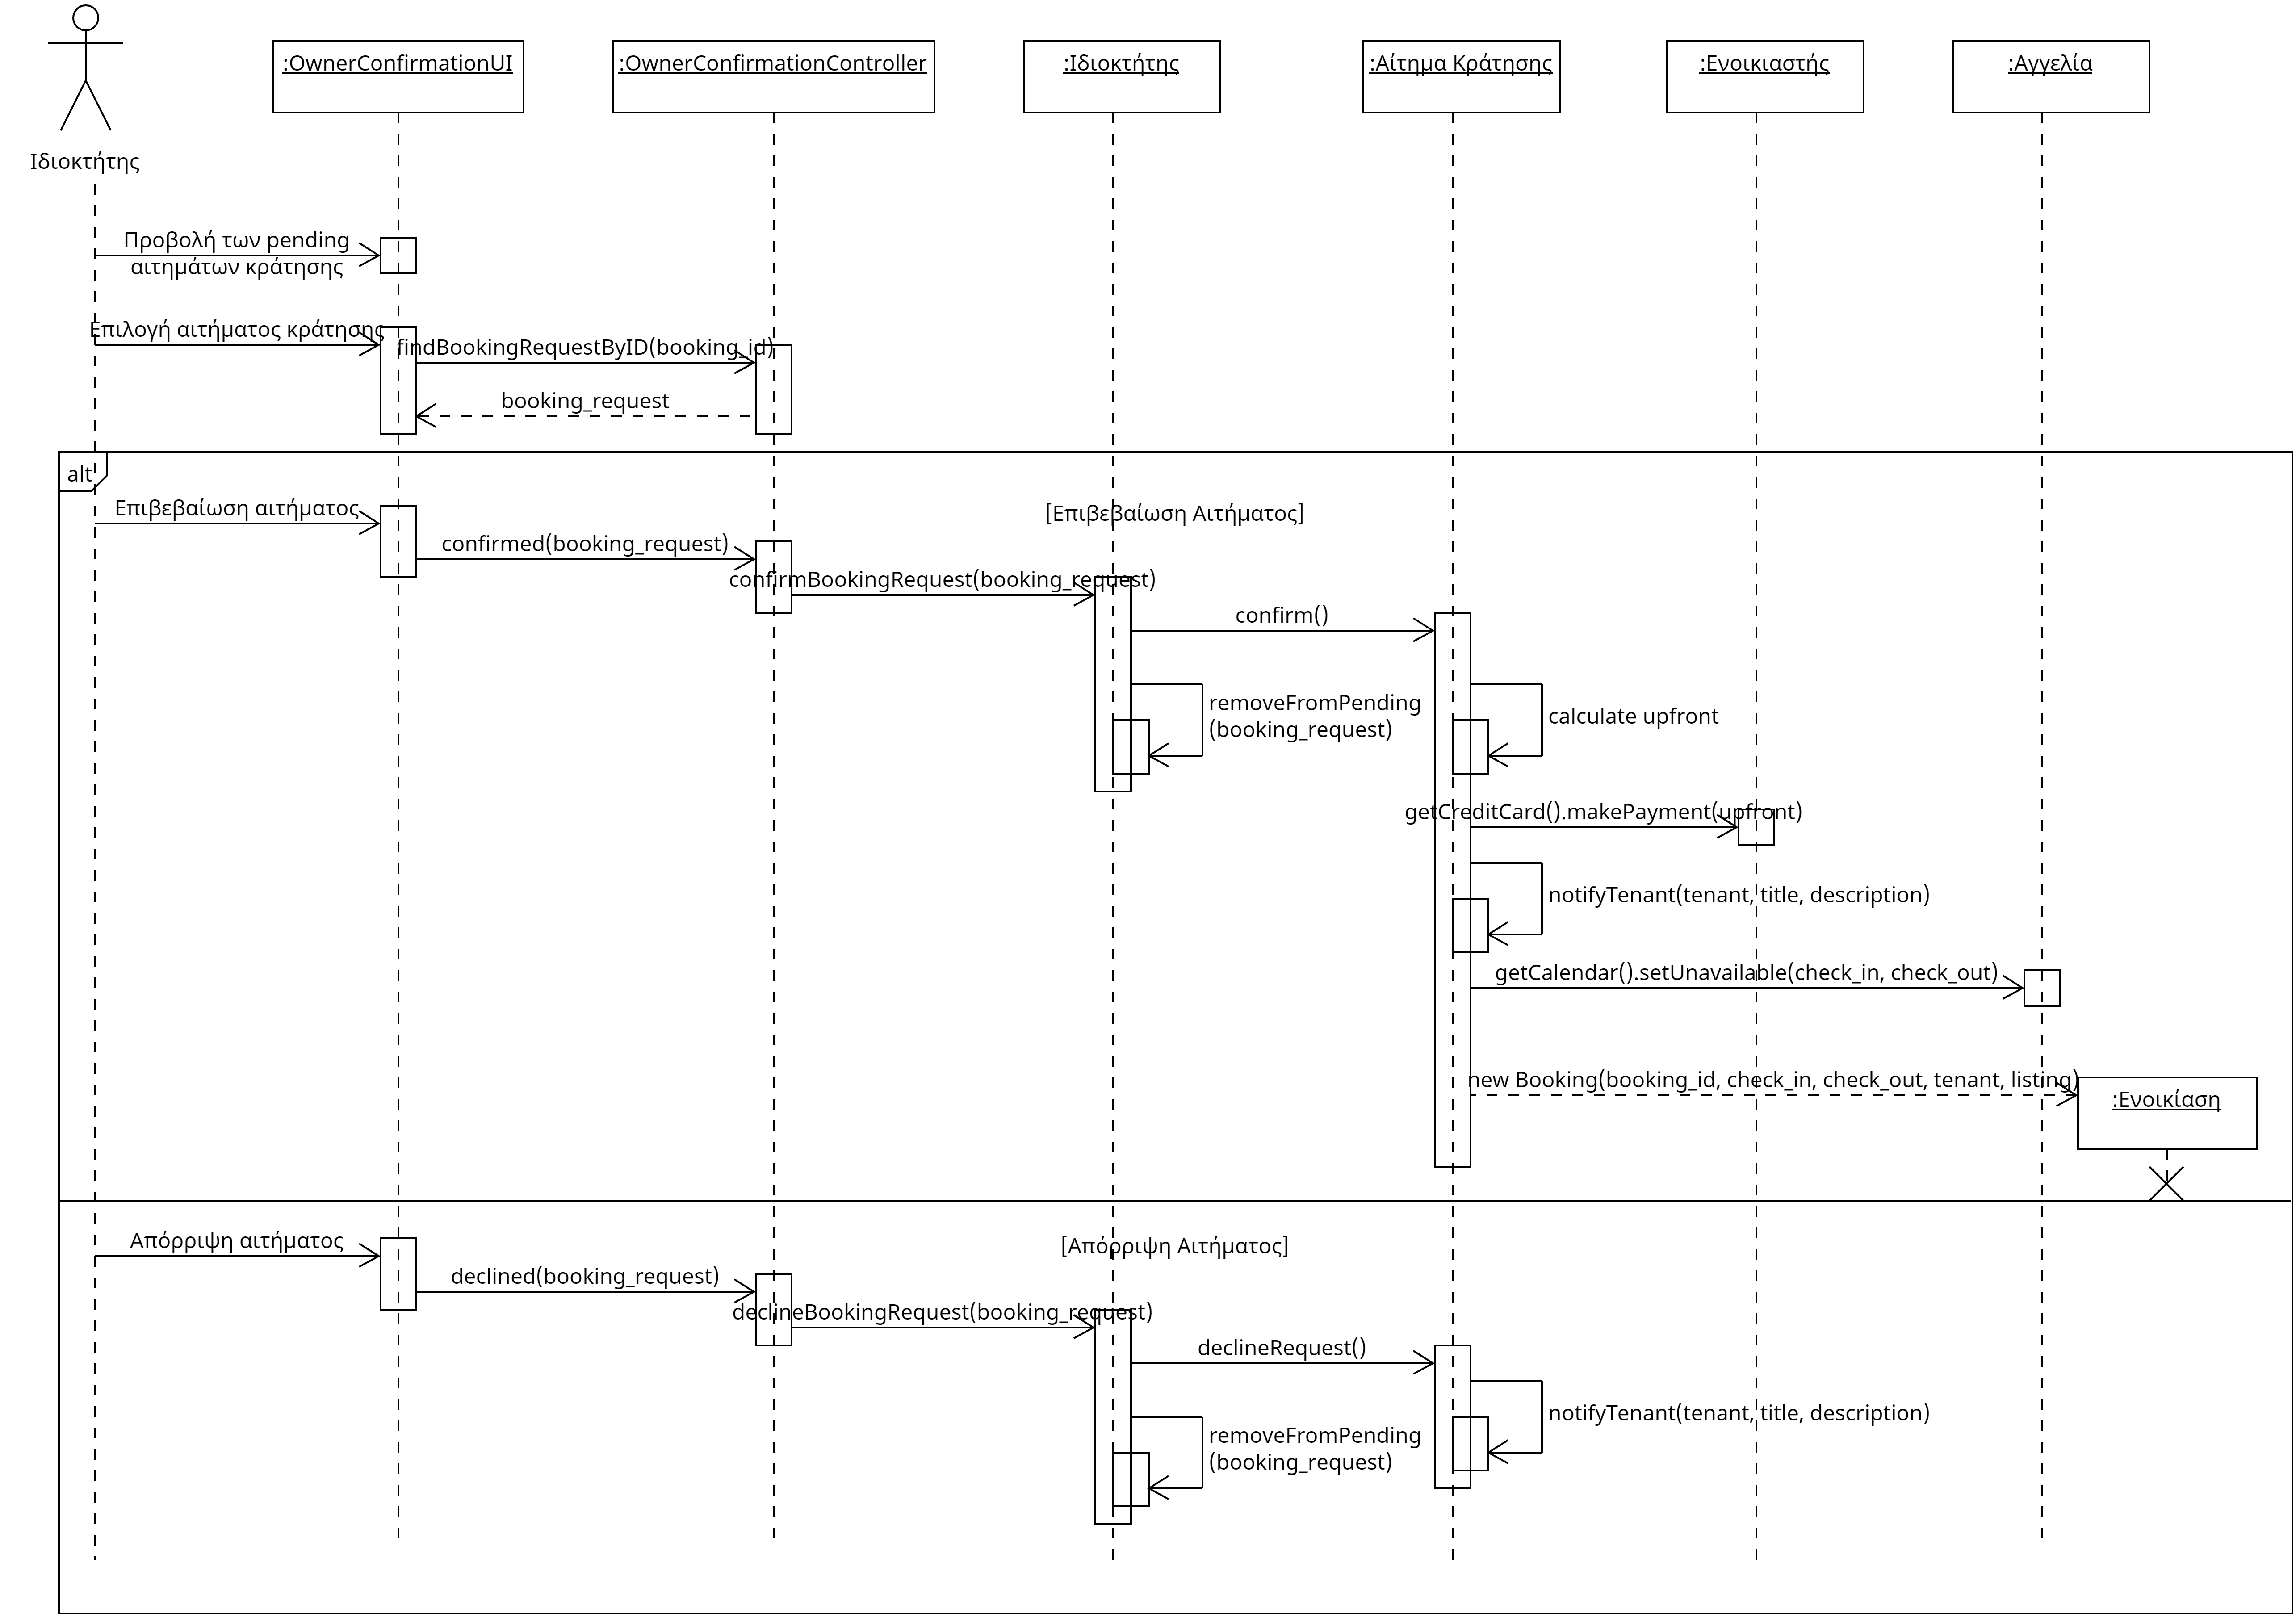 :OwnerConfirmationUI
:OwnerConfirmationController
:Ιδιοκτήτης
:Αίτημα Κράτησης
:Ενοικιαστής
:Αγγελία
Ιδιοκτήτης
Προβολή των pending
αιτημάτων κράτησης
Επιλογή αιτήματος κράτησης
findBookingRequestByID(booking_id)
booking_request
alt
Επιβεβαίωση αιτήματος
[Επιβεβαίωση Αιτήματος]
confirmed(booking_request)
confirmBookingRequest(booking_request)
confirm()
removeFromPending
(booking_request)
calculate upfront
getCreditCard().makePayment(upfront)
notifyTenant(tenant, title, description)
getCalendar().setUnavailable(check_in, check_out)
new Booking(booking_id, check_in, check_out, tenant, listing)
:Ενοικίαση
Απόρριψη αιτήματος
[Απόρριψη Αιτήματος]
declined(booking_request)
declineBookingRequest(booking_request)
declineRequest()
notifyTenant(tenant, title, description)
removeFromPending
(booking_request)